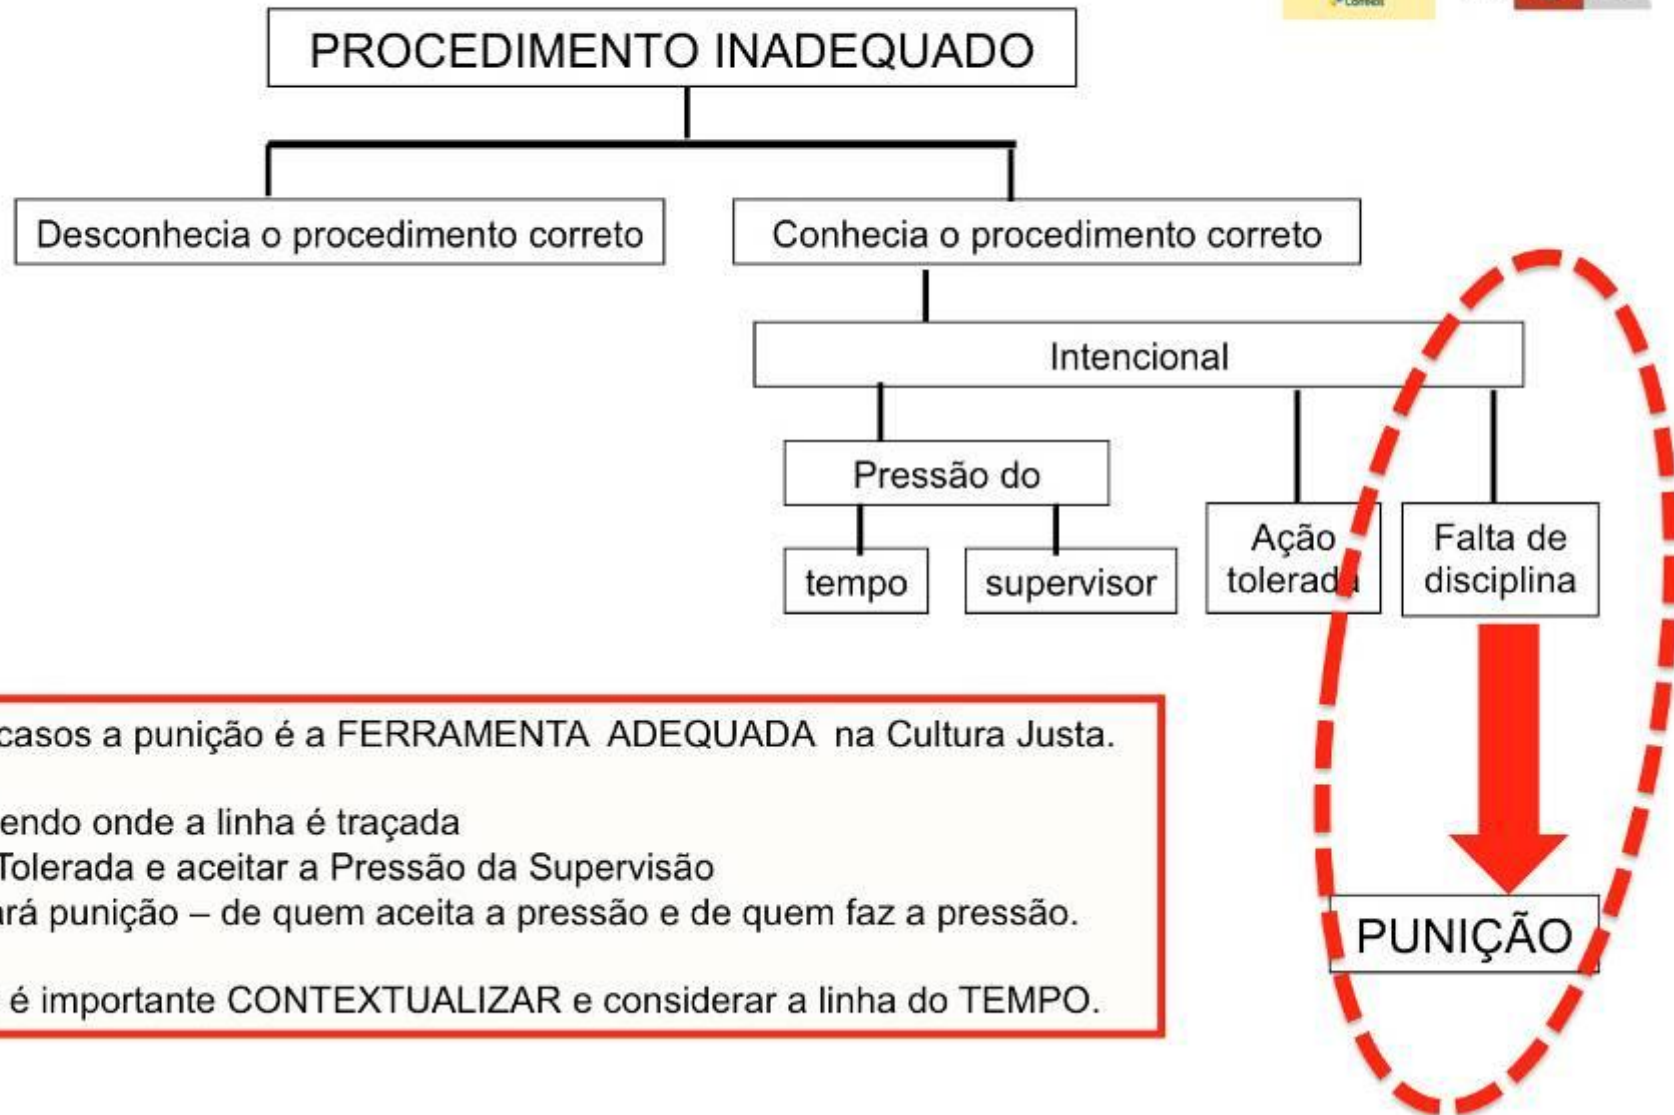 Correios
PROCEDIMENTO INADEQUADO
Desconhecia o procedimento correto
Conhecia o procedimento correto
Intencional
Pressão do
tempo
supervisor
Ação
tolerada
Falta de
disciplina
casos a punição é a FERRAMENTA ADEQUADA na Cultura Justa.
endo onde a linha é traçada
Tolerada e aceitar a Pressão da Supervisão
ará punição – de quem aceita a pressão e de quem faz a pressão.
é importante CONTEXTUALIZAR e considerar a linha do TEMPO.
PUNIÇÃO